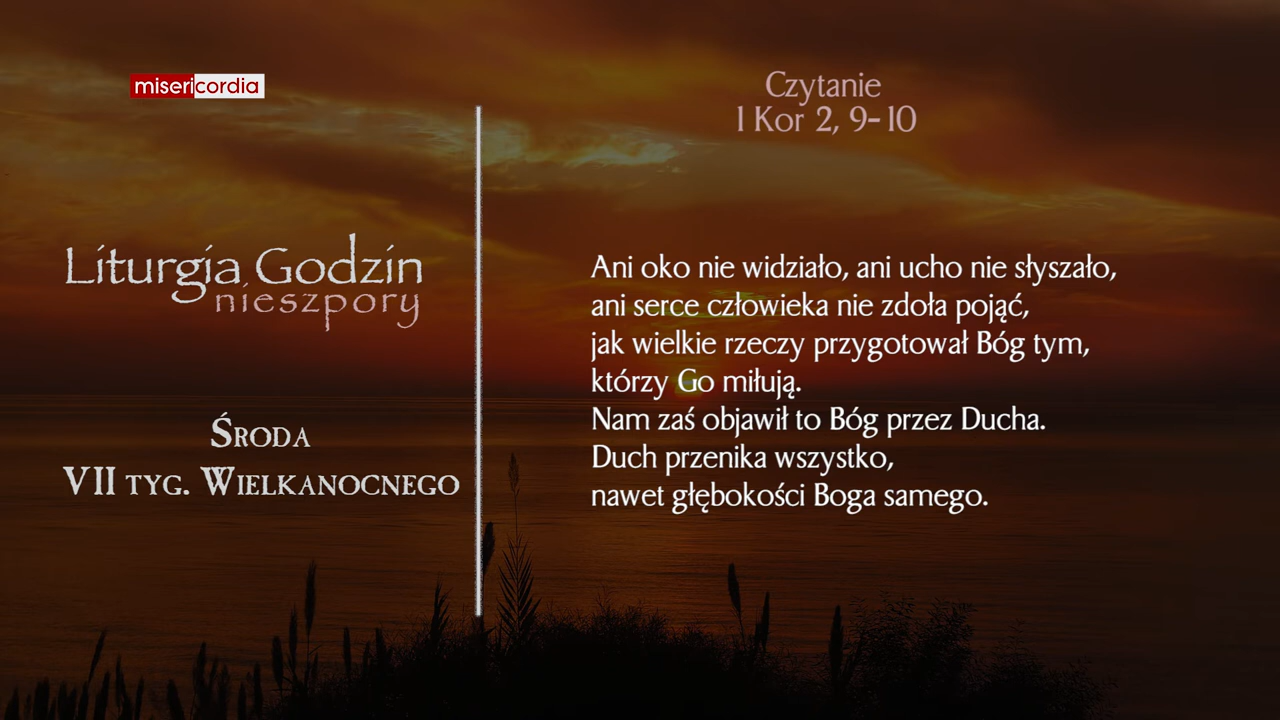 misericordia
Liturgia Godzin
nieszpory
Środa
VII tyg. Wielkanocnego
Czytanie
1 Kor 2, 9-10
Ani oko nie widziało, ani ucho nie słyszało,
ani serce człowieka nie zdoła pojąć,
jak wielkie rzeczy przygotował Bóg tym,
którzy Go miłują.
Nam zaś objawił to Bóg przez Ducha.
Duch przenika wszystko,
nawet głębokości Boga samego.